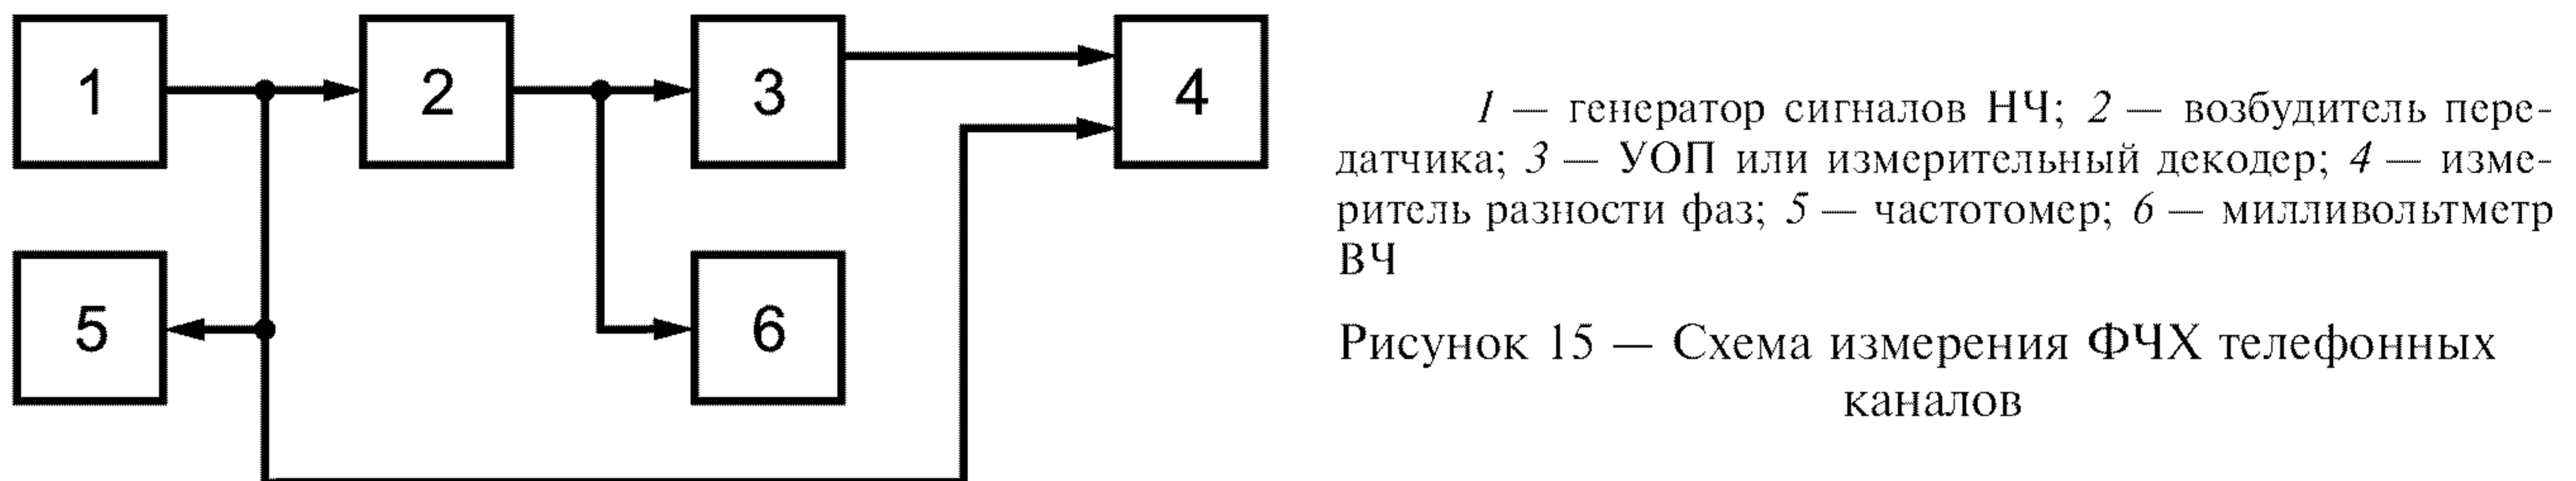 1
2
3
4
5
6
1 — генератор сигналов НЧ; 2 — возбудитель пере-
датчика; 3 — УОП или измерительный декодер; 4 — изме-
ритель разности фаз; 5 — частотомер; 6 — милливольтметр
ВЧ
Рисунок 15 — Схема измерения ФЧХ телефонных
каналов